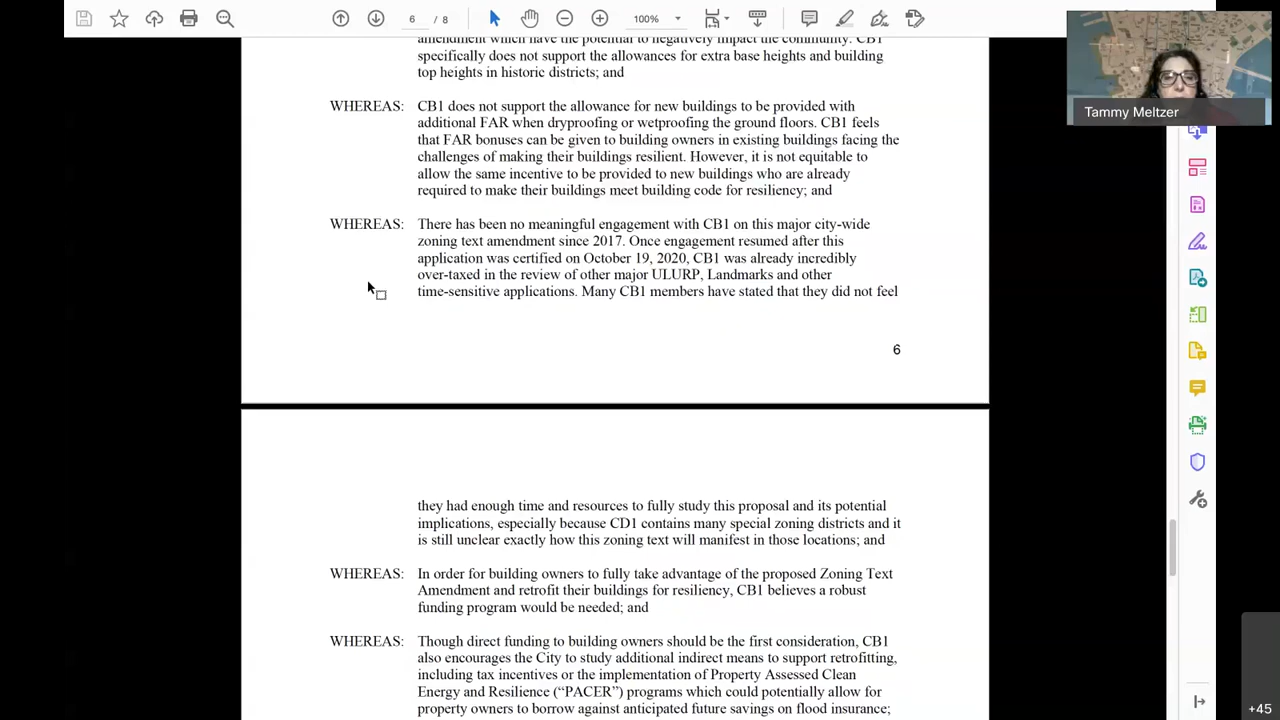 6 / 8
100%
amendment which have the potential to negatively impact the community. CB1
specifically does not support the allowances for extra base heights and building
top heights in historic districts; and
WHEREAS: CB1 does not support the allowance for new buildings to be provided with
additional FAR when dryproofing or wetproofing the ground floors. CB1 feels
that FAR bonuses can be given to building owners in existing buildings facing the
challenges of making their buildings resilient. However, it is not equitable to
allow the same incentive to be provided to new buildings who are already
required to make their buildings meet building code for resiliency; and
WHEREAS: There has been no meaningful engagement with CB1 on this major city-wide
zoning text amendment since 2017. Once engagement resumed after this
application was certified on October 19, 2020, CB1 was already incredibly
over-taxed in the review of other major ULURP, Landmarks and other
time-sensitive applications. Many CB1 members have stated that they did not feel
6
they had enough time and resources to fully study this proposal and its potential
implications, especially because CD1 contains many special zoning districts and it
is still unclear exactly how this zoning text will manifest in those locations; and
WHEREAS: In order for building owners to fully take advantage of the proposed Zoning Text
Amendment and retrofit their buildings for resiliency, CB1 believes a robust
funding program would be needed; and
WHEREAS: Though direct funding to building owners should be the first consideration, CB1
also encourages the City to study additional indirect means to support retrofitting,
including tax incentives or the implementation of Property Assessed Clean
Energy and Resilience (“PACER”) programs which could potentially allow for
property owners to borrow against anticipated future savings on flood insurance;
Tammy Meltzer
+45